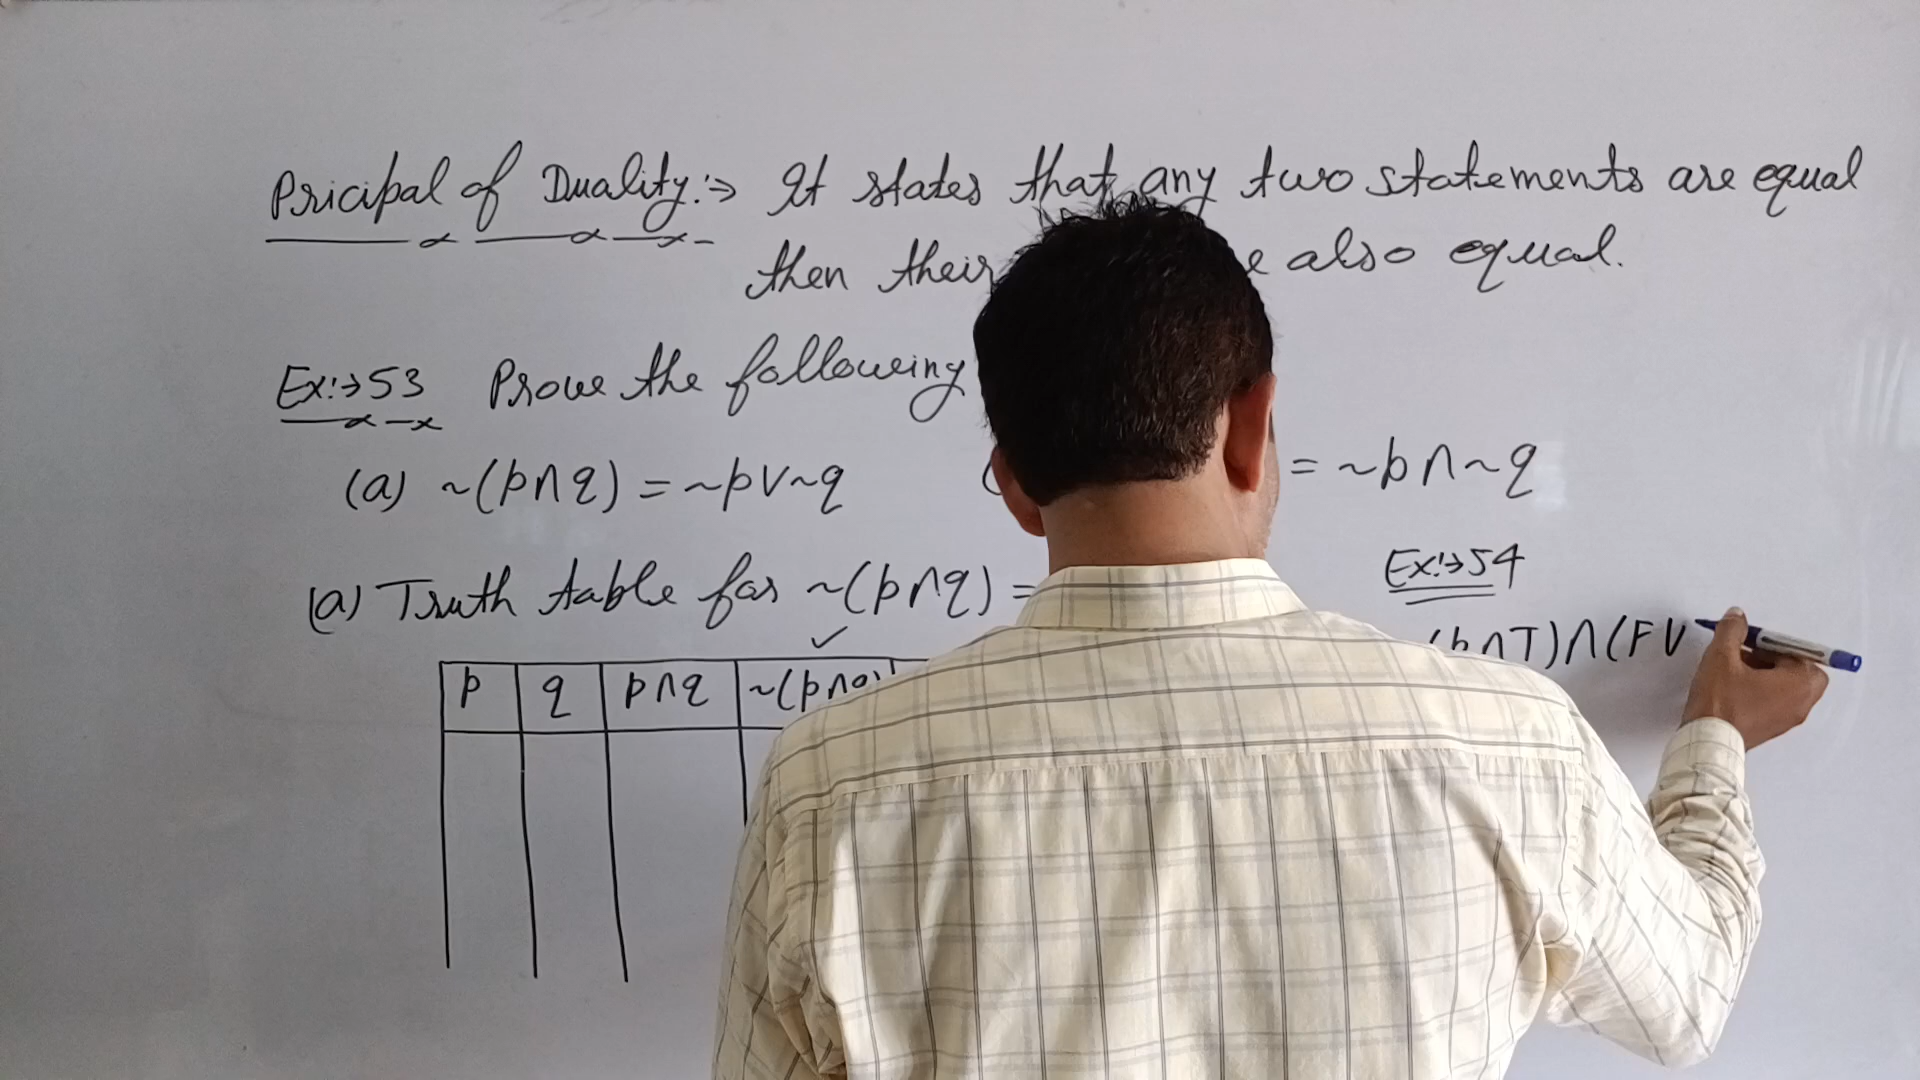 Pricipal of Duality:→ It states that any two statements are equal
then their also equal.
Ex:→53 Prove the following
(a) ~(p∧q) = ~p∨~q ( = ~p∧~q
(a) Truth table for ~(p∧q) =
Ex:→54
(p∧T)∧(F∨
p q p∧q ~(p∧q)